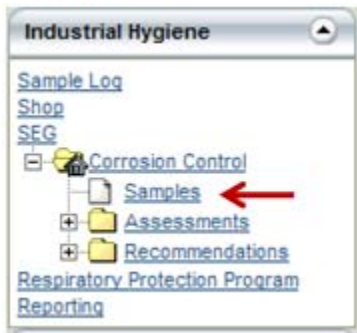 Industrial Hygiene
Sample Log
Shop
SEG
Corrosion Control
Samples
Assessments
Recommendations
Respiratory Protection Program
Reporting